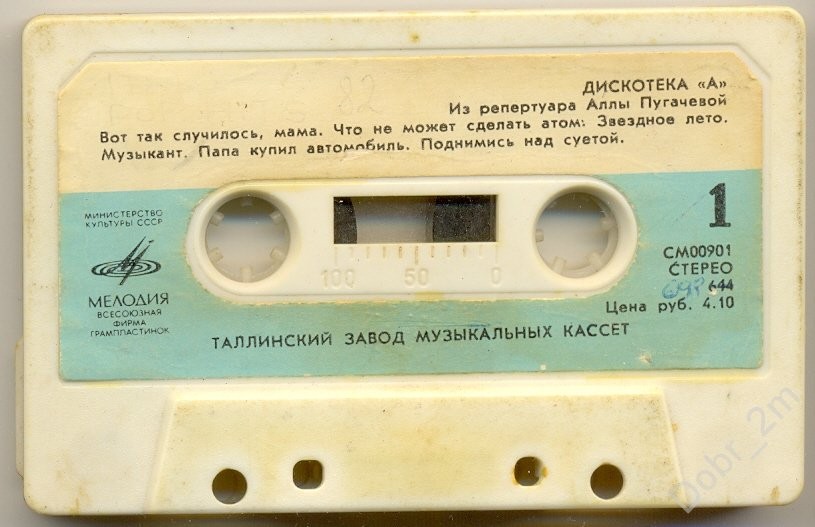 ДИСКОТЕКА «А»
Из репертуара Аллы Пугачевой
Вот так случилось, мама. Что не может сделать атом. Звездное лето.
Музыкант. Папа купил автомобиль. Поднимись над суетой.
82
1
МИНИСТЕРСТВО
КУЛЬТУРЫ СССР
МЕЛОДИЯ
ВСЕСОЮЗНАЯ
ФИРМА
ГРАМПЛАСТИНОК
100 50 0
СМ00901
СТЕРЕО
644
Цена руб. 4.10
ТАЛЛИНСКИЙ ЗАВОД МУЗЫКАЛЬНЫХ КАССЕТ
Dobr_2m